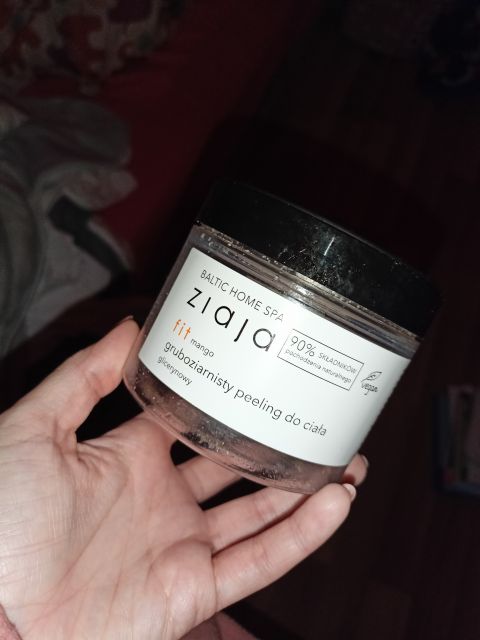 BALTIC HOME SPA
ziaja
fit
mango
gruboziarnisty peeling do ciała
glicerynowy
90% SKŁADNIKÓW
pochodzenia naturalnego
vegan